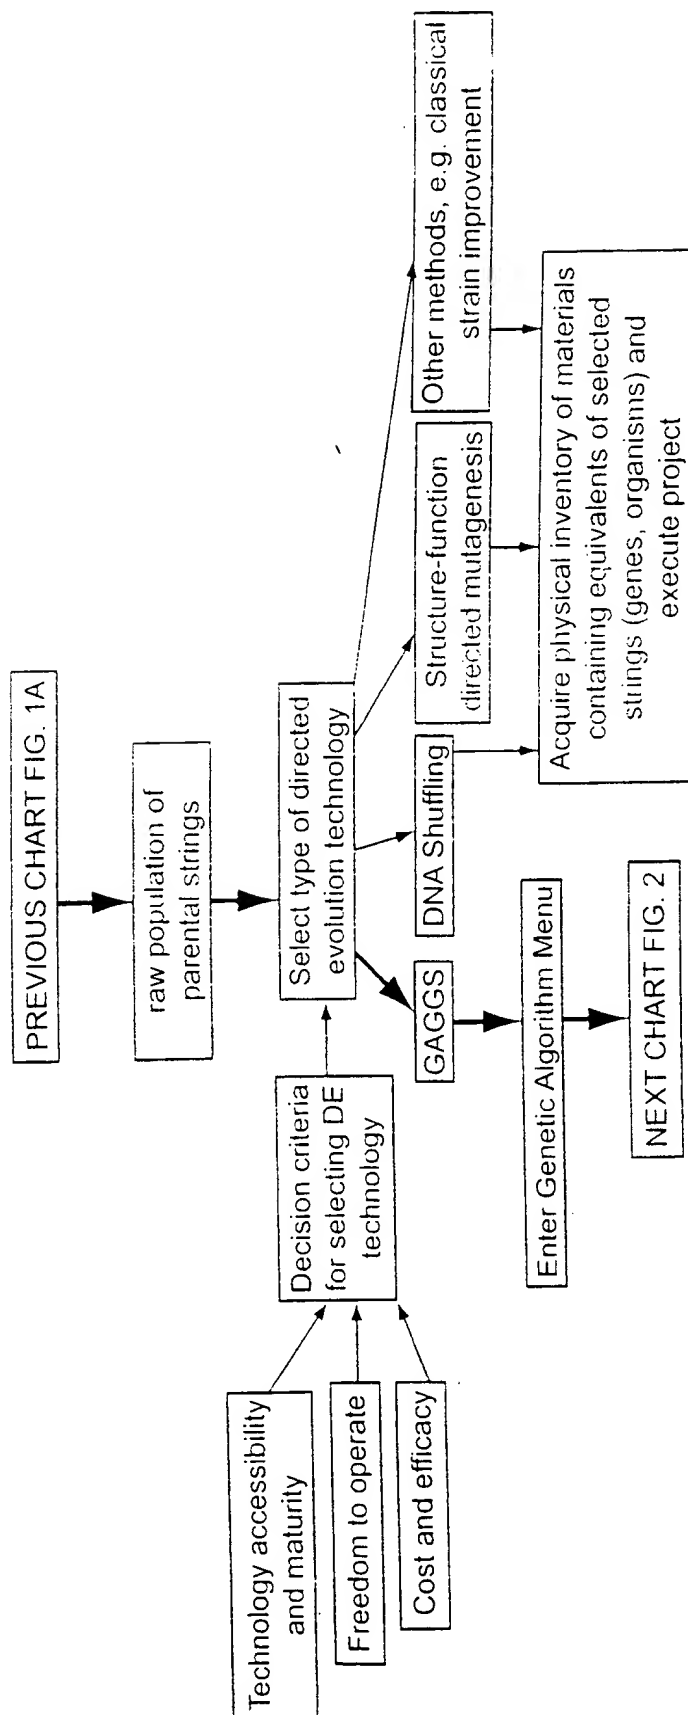 PREVIOUS CHART FIG. 1A
raw population of
parental strings
Technology accessibility
and maturity
Freedom to operate
Cost and efficacy
Decision criteria
for selecting DE
technology
Select type of directed
evolution technology
GAGGS
DNA Shuffling
Structure-function
directed mutagenesis
Other methods, e.g. classical
strain improvement
Enter Genetic Algorithm Menu
Acquire physical inventory of materials
containing equivalents of selected
strings (genes, organisms) and
execute project
NEXT CHART FIG. 2